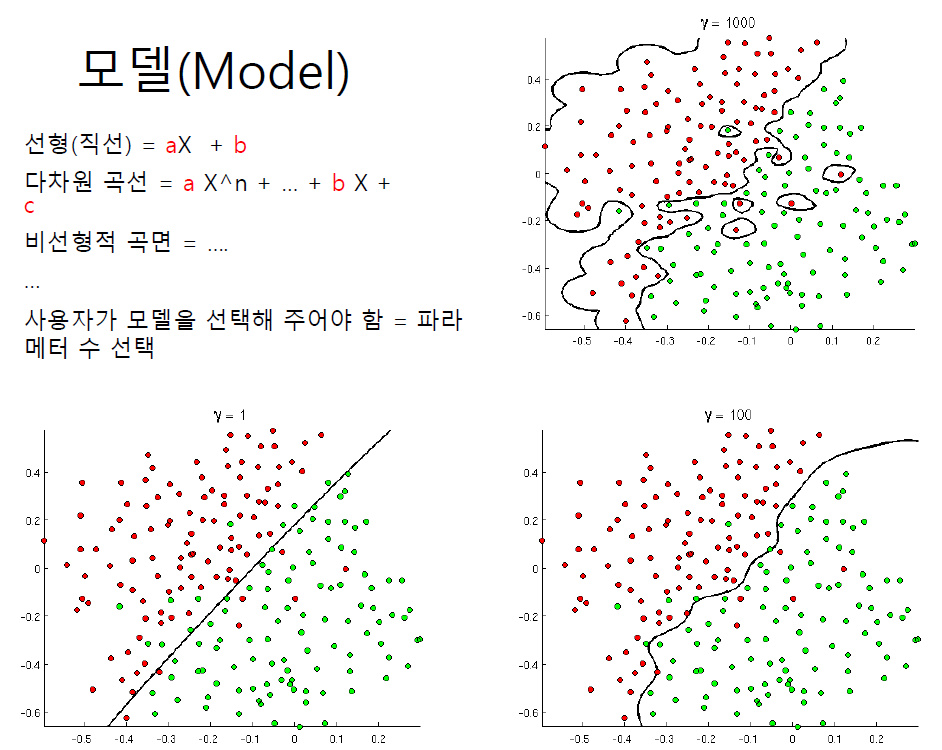 모델(Model)
선형(직선) = aX + b
다차원 곡선 = a X^n + ... + b X +
c
비선형적 곡면 = ....
...
사용자가 모델을 선택해 주어야 함 = 파라
메터 수 선택
γ = 1000
0.4
0.2
0
-0.2
-0.4
-0.6
-0.5 -0.4 -0.3 -0.2 -0.1 0 0.1 0.2
γ = 1
0.4
0.2
0
-0.2
-0.4
-0.6
-0.5 -0.4 -0.3 -0.2 -0.1 0 0.1 0.2
γ = 100
0.4
0.2
0
-0.2
-0.4
-0.6
-0.5 -0.4 -0.3 -0.2 -0.1 0 0.1 0.2